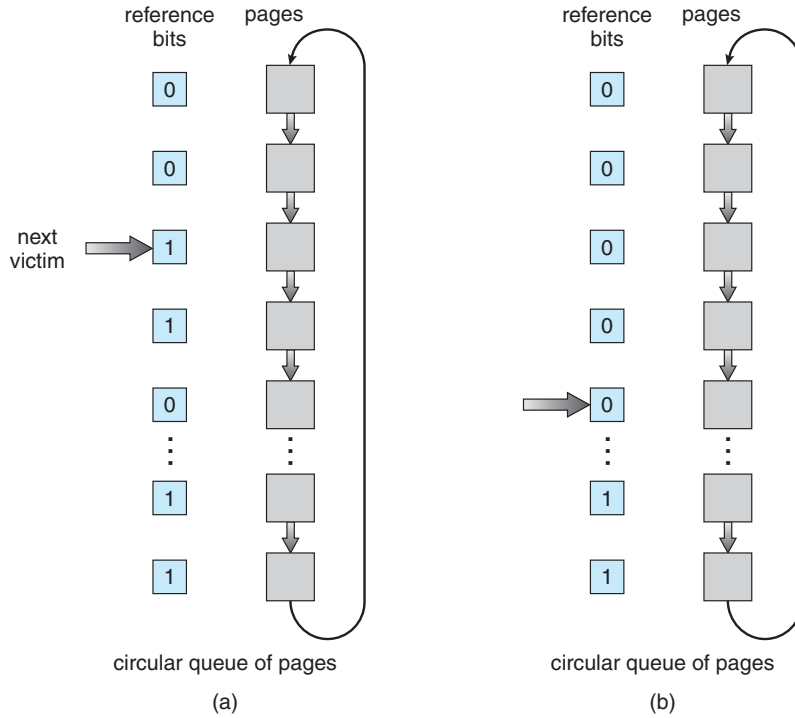 reference bits
pages
0
0
next victim
1
1
0
1
1
circular queue of pages
(a)
reference bits
pages
0
0
0
0
0
1
1
circular queue of pages
(b)